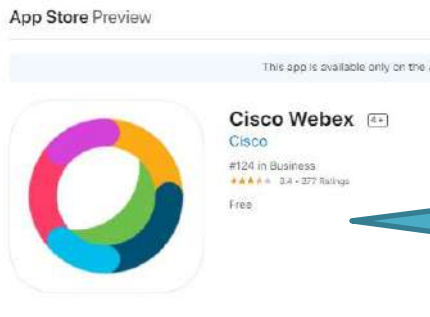 App Store Preview
This app is available only on the
Cisco Webex 4+
Cisco
#124 in Business
3.4 • 277 Ratings
Free